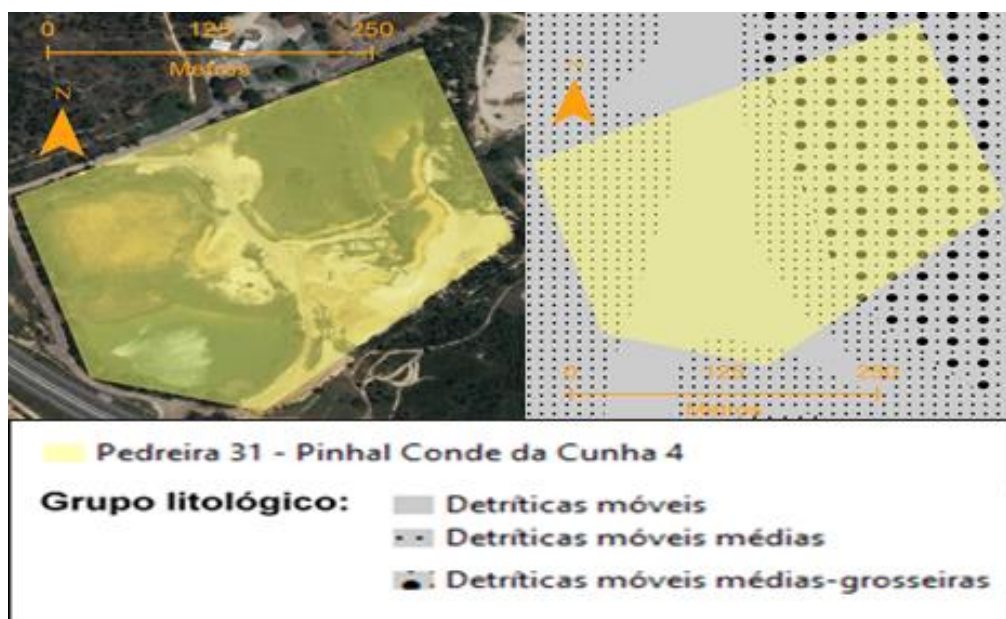 0 125 250
Metros
N
N
0 125 250
Metros
Pedreira 31 - Pinhal Conde da Cunha 4
Grupo litológico:
Detríticas móveis
Detríticas móveis médias
Detríticas móveis médias-grosseiras